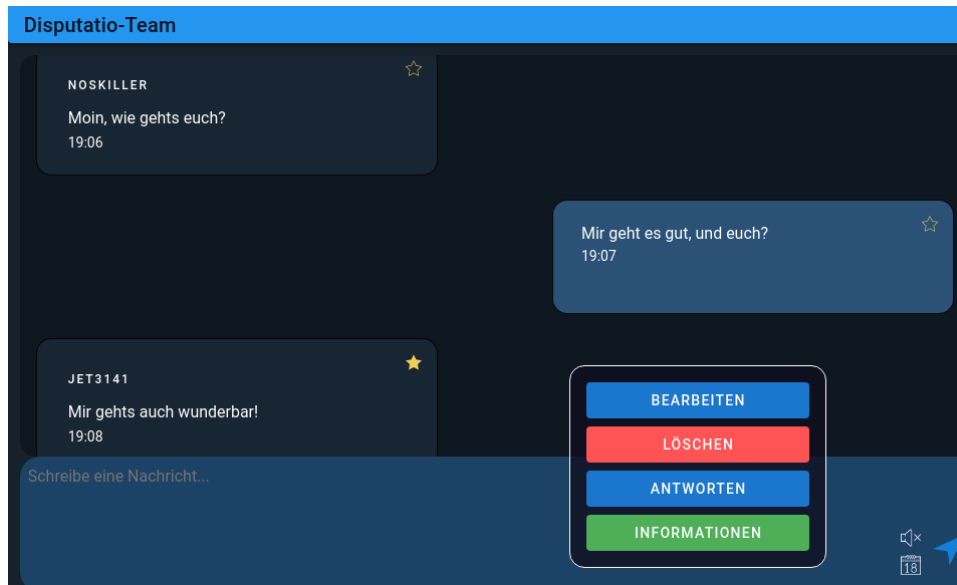 Disputatio-Team
NOSKILLER
Moin, wie gehts euch?
19:06
Mir geht es gut, und euch?
19:07
JET3141
Mir gehts auch wunderbar!
19:08
BEARBEITEN
LÖSCHEN
ANTWORTEN
INFORMATIONEN
Schreibe eine Nachricht...
18